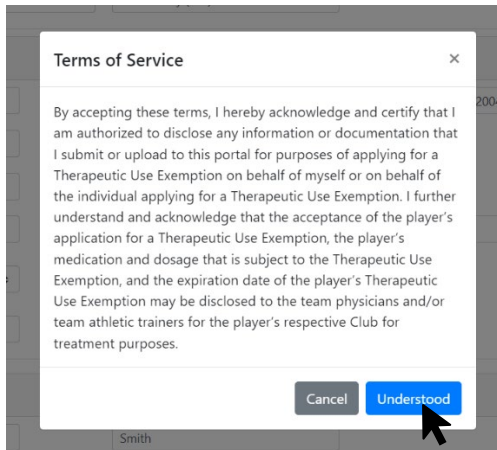 Terms of Service ×
2004
By accepting these terms, I hereby acknowledge and certify that I
am authorized to disclose any information or documentation that
I submit or upload to this portal for purposes of applying for a
Therapeutic Use Exemption on behalf of myself or on behalf of
the individual applying for a Therapeutic Use Exemption. I further
understand and acknowledge that the acceptance of the player's
application for a Therapeutic Use Exemption, the player's
medication and dosage that is subject to the Therapeutic Use
Exemption, and the expiration date of the player's Therapeutic
Use Exemption may be disclosed to the team physicians and/or
team athletic trainers for the player's respective Club for
treatment purposes.
Cancel Understood
Smith